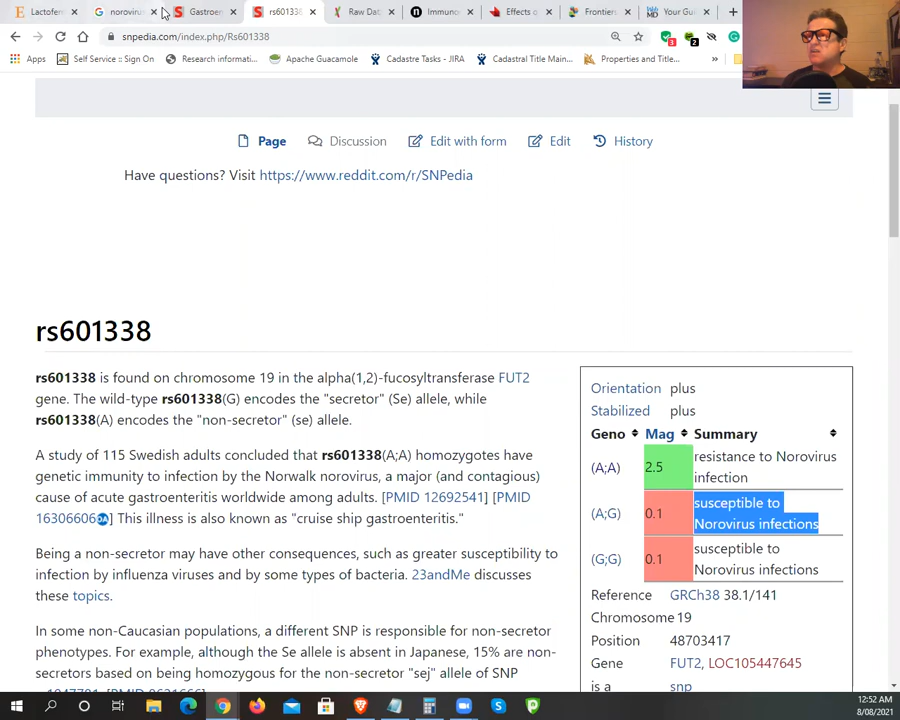 Lactofer
norovirus
Gastroen
rs601338
Raw Dat
Immunoc
Effects o
Frontiers
Your Gu
snpedia.com/index.php/Rs601338
3
2
Apps
Self Service :: Sign On
Research informati...
Apache Guacamole
Cadastre Tasks - JIRA
Cadastral Title Main...
Properties and Title...
»
Page
Discussion
Edit with form
Edit
History
Have questions? Visit https://www.reddit.com/r/SNPedia
rs601338
rs601338 is found on chromosome 19 in the alpha(1,2)-fucosyltransferase FUT2
gene. The wild-type rs601338(G) encodes the "secretor" (Se) allele, while
rs601338(A) encodes the "non-secretor" (se) allele.
A study of 115 Swedish adults concluded that rs601338(A;A) homozygotes have
genetic immunity to infection by the Norwalk norovirus, a major (and contagious)
cause of acute gastroenteritis worldwide among adults. [PMID 12692541] [PMID
16306606OA] This illness is also known as "cruise ship gastroenteritis."
Being a non-secretor may have other consequences, such as greater susceptibility to
infection by influenza viruses and by some types of bacteria. 23andMe discusses
these topics.
In some non-Caucasian populations, a different SNP is responsible for non-secretor
phenotypes. For example, although the Se allele is absent in Japanese, 15% are non-
secretors based on being homozygous for the non-secretor "sej" allele of SNP
Orientation plus
Stabilized plus
Geno Mag Summary
(A;A) 2.5 resistance to Norovirus
infection
(A;G) 0.1 susceptible to
Norovirus infections
(G;G) 0.1 susceptible to
Norovirus infections
Reference GRCh38 38.1/141
Chromosome 19
Position 48703417
Gene FUT2, LOC105447645
is a snp
12:52 AM
8/08/2021